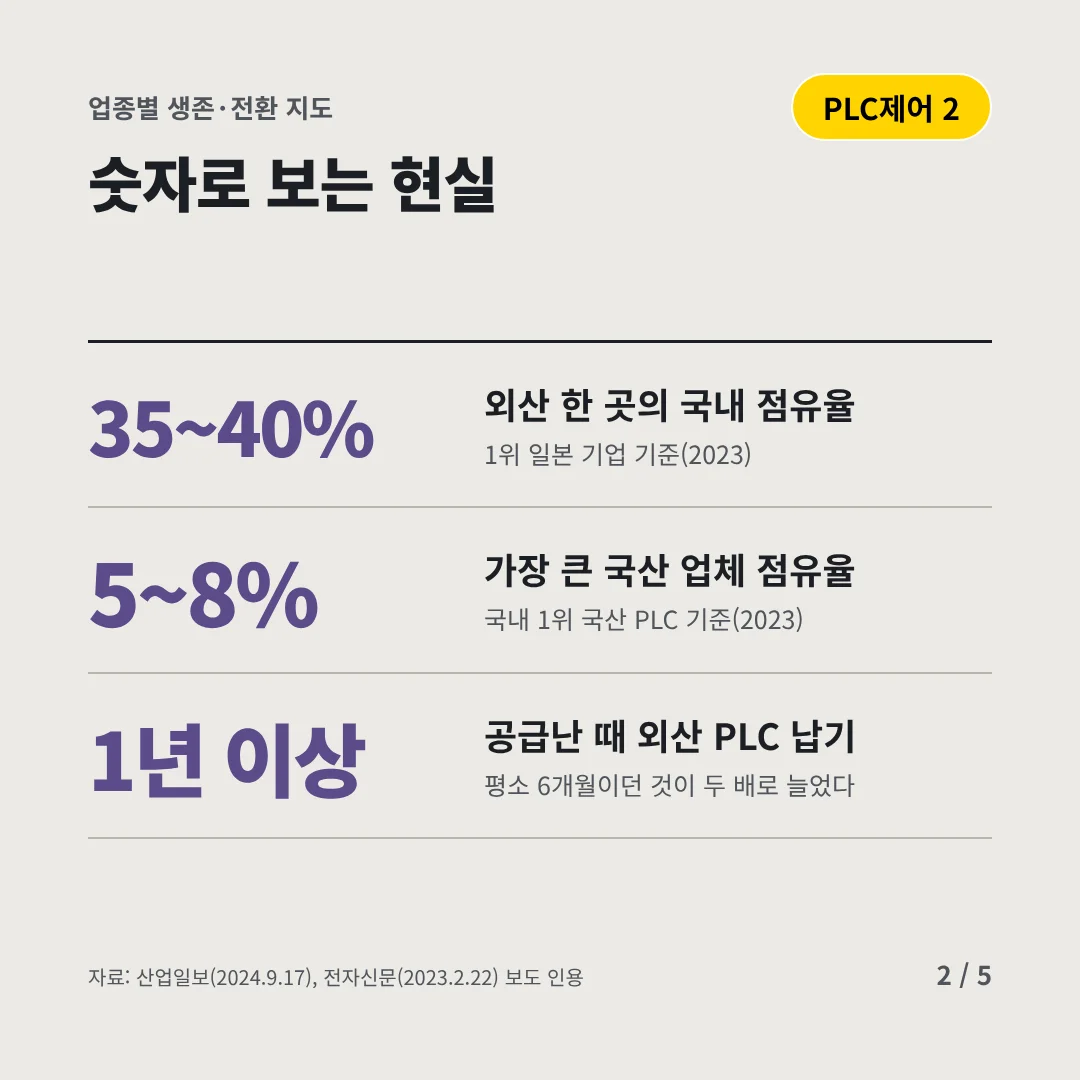 업종별 생존·전환 지도
PLC제어 2
숫자로 보는 현실
35~40%
외산 한 곳의 국내 점유율
1위 일본 기업 기준(2023)
5~8%
가장 큰 국산 업체 점유율
국내 1위 국산 PLC 기준(2023)
1년 이상
공급난 때 외산 PLC 납기
평소 6개월이던 것이 두 배로 늘었다
자료: 산업일보(2024.9.17), 전자신문(2023.2.22) 보도 인용
2 / 5